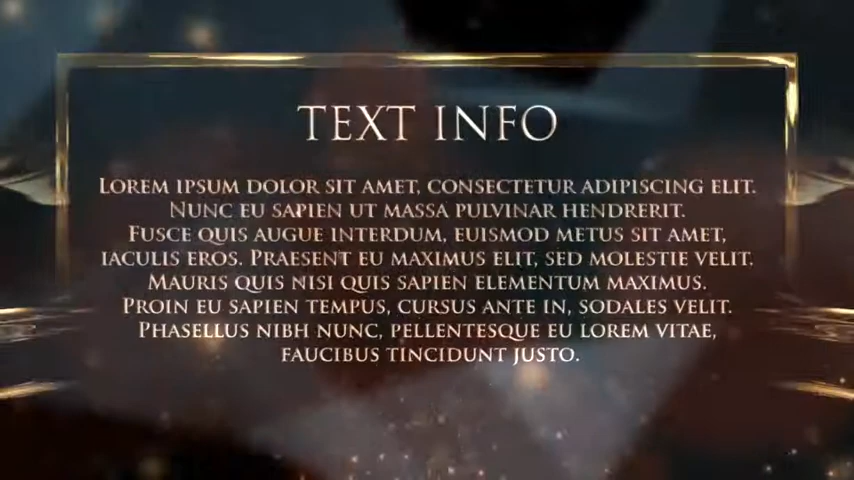 TEXT INFO
LOREM IPSUM DOLOR SIT AMET, CONSECTETUR ADIPISCING ELIT.
NUNC EU SAPIEN UT MASSA PULVINAR HENDRERIT.
FUSCE QUIS AUGUE INTERDUM, EUISMOD METUS SIT AMET,
IACULIS EROS. PRAESENT EU MAXIMUS ELIT, SED MOLESTIE VELIT.
MAURIS QUIS NISI QUIS SAPIEN ELEMENTUM MAXIMUS.
PROIN EU SAPIEN TEMPUS, CURSUS ANTE IN, SODALES VELIT.
PHASELLUS NIBH NUNC, PELLENTESQUE EU LOREM VITAE,
FAUCIBUS TINCIDUNT JUSTO.